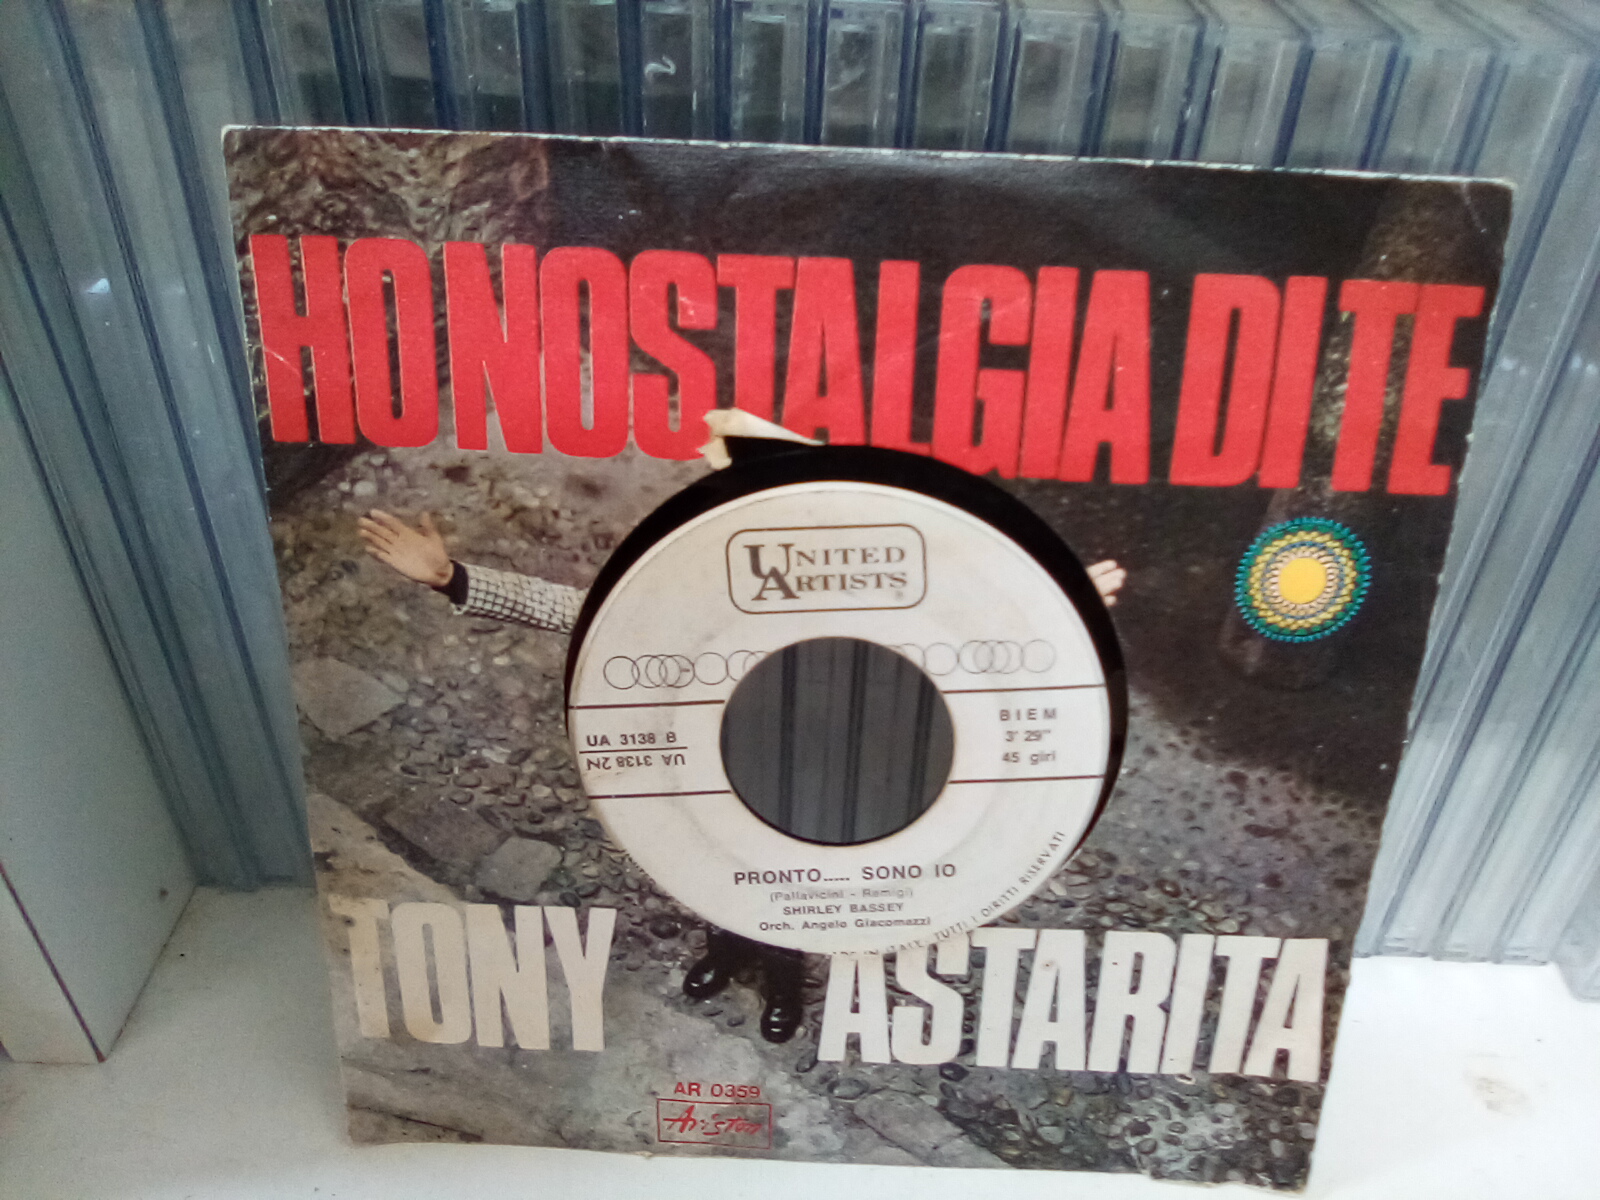 HO NOSTALGIA DI TE
UNITED
ARTISTS
UA 3138 B
UA 3138 2N
BIEM
3' 29"
45 giri
PRONTO..... SONO IO
(Pallavicini - Remigi)
SHIRLEY BASSEY
Orch. Angelo Giacomazzi
ITALY. TUTTI I DIRITTI RISERVATI
TONY ASTARITA
AR 0359
Ariston